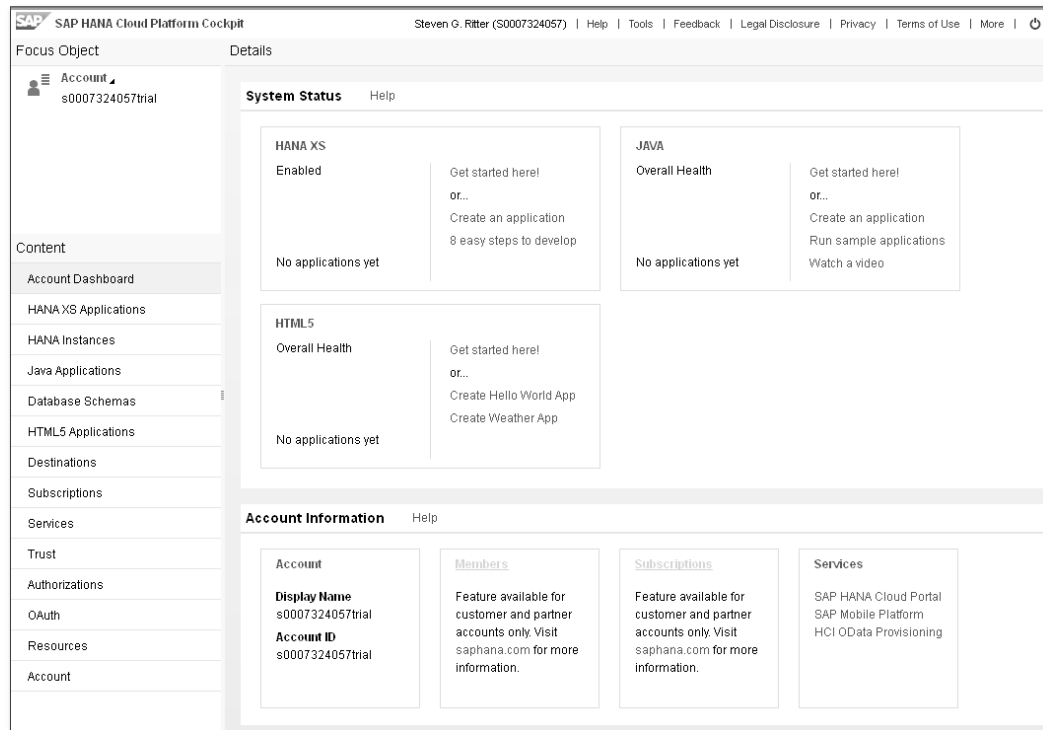 SAP SAP HANA Cloud Platform Cockpit
Steven G. Ritter (S0007324057) | Help | Tools | Feedback | Legal Disclosure | Privacy | Terms of Use | More |
Focus Object
Account
s0007324057trial
Content
Account Dashboard
HANA XS Applications
HANA Instances
Java Applications
Database Schemas
HTML5 Applications
Destinations
Subscriptions
Services
Trust
Authorizations
OAuth
Resources
Account
Details
System Status Help
HANA XS
Enabled
No applications yet
Get started here!
or...
Create an application
8 easy steps to develop
JAVA
Overall Health
No applications yet
Get started here!
or...
Create an application
Run sample applications
Watch a video
HTML5
Overall Health
No applications yet
Get started here!
or...
Create Hello World App
Create Weather App
Account Information Help
Account
Display Name
s0007324057trial
Account ID
s0007324057trial
Members
Feature available for
customer and partner
accounts only. Visit
saphana.com for more
information.
Subscriptions
Feature available for
customer and partner
accounts only. Visit
saphana.com for more
information.
Services
SAP HANA Cloud Portal
SAP Mobile Platform
HCI OData Provisioning